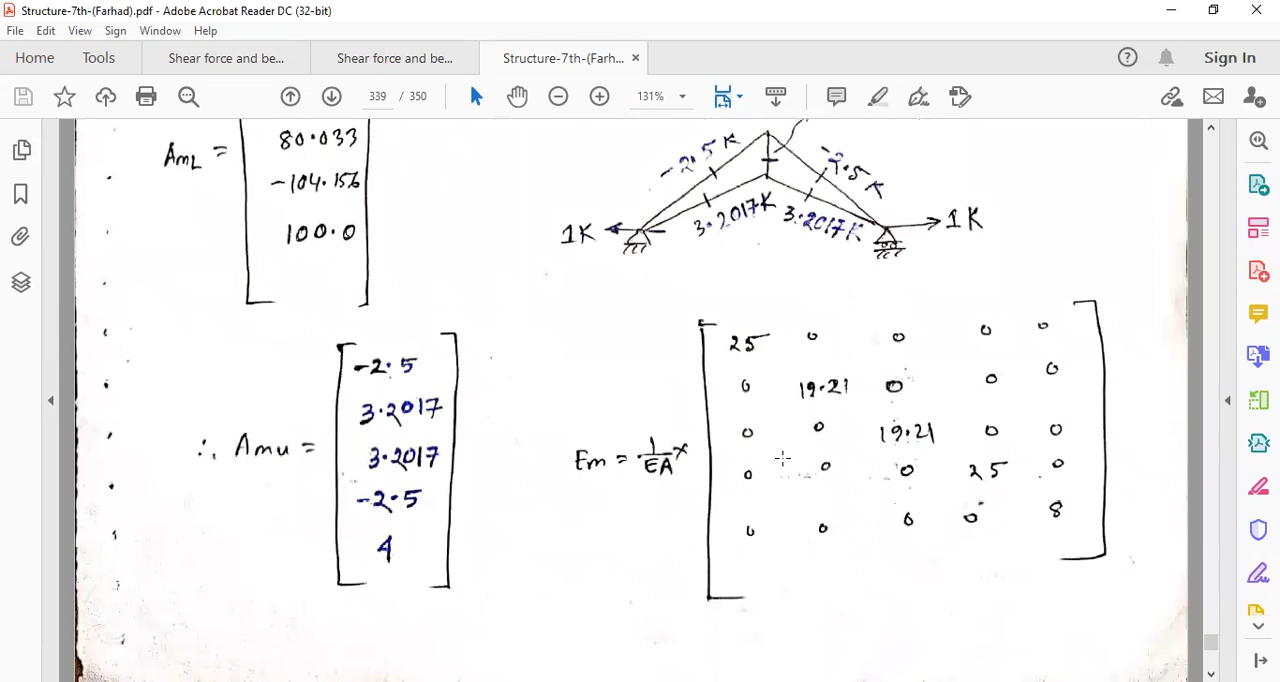 Structure-7th-(Farhad).pdf - Adobe Acrobat Reader DC (32-bit)
File Edit View Sign Window Help
Home Tools Shear force and be... Shear force and be... Structure-7th-(Farh... × Sign In
339 / 350 131%
AmL =
80.033
-104.156
100.0
-2.5 K -2.5 K
3.2017K 3.2017K
1K 1K
∴ Amu =
-2.5
3.2017
3.2017
-2.5
4
Em = 1/EA ×
25 0 0 0 0
0 19.21 0 0 0
0 0 19.21 0 0
0 0 0 25 0
0 0 0 0 8